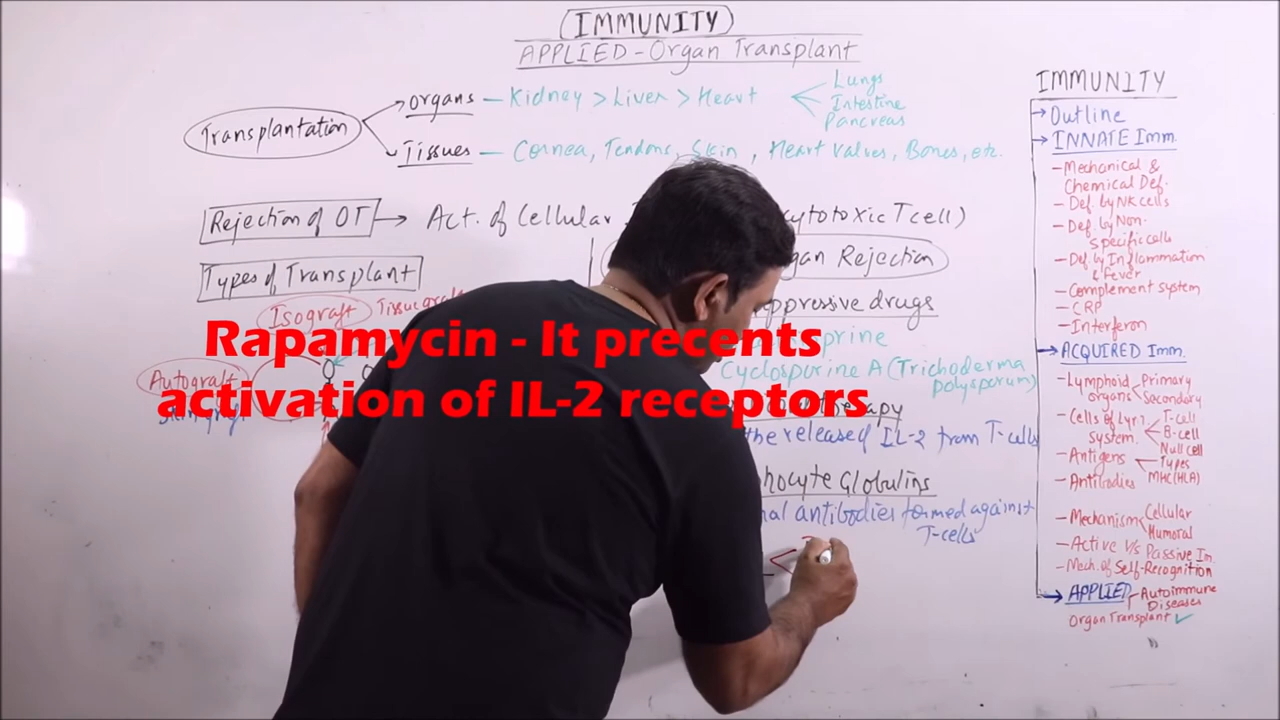 IMMUNITY
APPLIED - Organ Transplant
Transplantation
organs - Kidney > Liver > Heart
Lungs
Intestine
Pancreas
Tissues - Cornea, Tendons, Skin, Heart Valves, Bones, etc.
Rejection of OT → Act. of Cellular
cytotoxic T cell)
Types of Transplant
gan Rejection
Isograft Tissue
ppressive drugs
Rapamycin - It precents
activation of IL-2 receptors
prine
Cyclosporine A (Trichoderma
polysporum)
Autograft
the release of IL-2 from T-cells
hocyte Globulins
nal antibodies formed against
T-cells
IMMUNITY
→ Outline
→ INNATE Imm.
- Mechanical &
Chemical Def.
- Def. by NK cells
- Def. by Non-
Specific cells
- Def. by Inflammation
& Fever
- Complement system
- CRP
- Interferon
→ ACQUIRED Imm.
- Lymphoid organs
Primary
Secondary
- Cells of Lym
system.
T-cell
B-cell
Null cell
- Antigens
Types
MHC (HLA)
- Antibodies
- Mechanisms
Cellular
Humoral
- Active V/s Passive Im.
- Mech. of Self-Recognition
→ APPLIED
Autoimmune
Diseases
Organ Transplant ✓